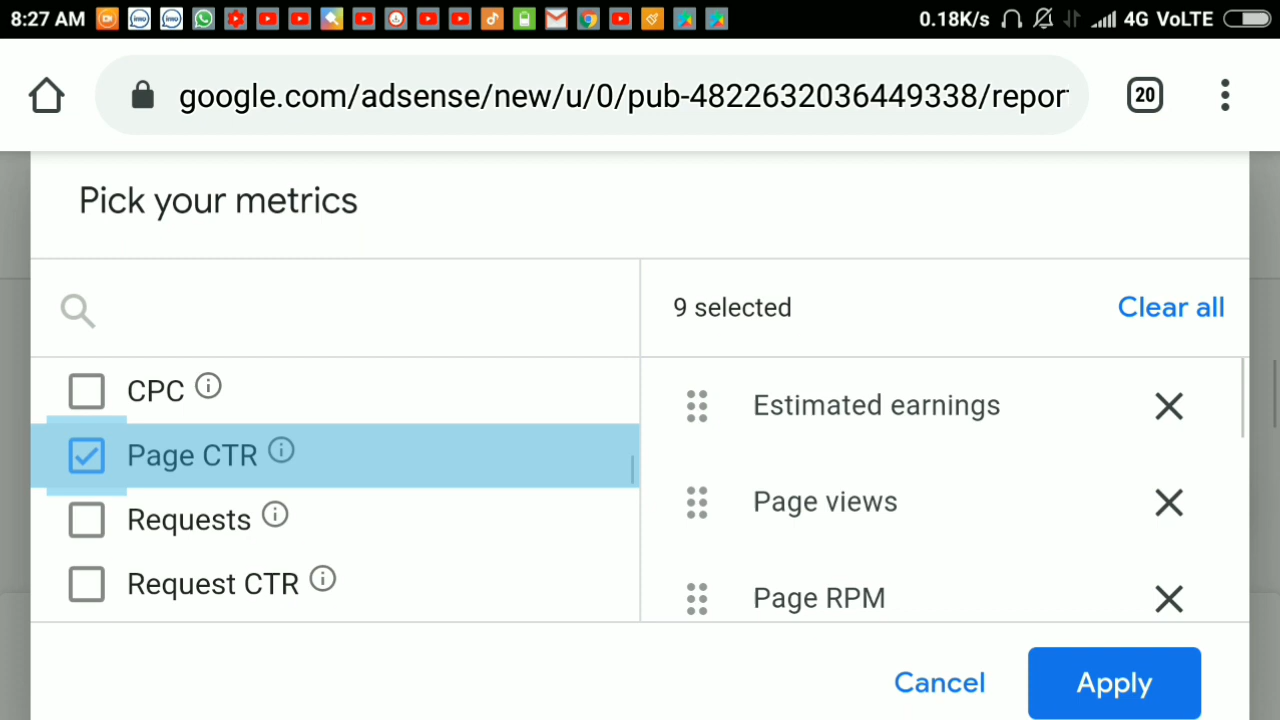 8:27 AM 0.18K/s 4G VoLTE
google.com/adsense/new/u/0/pub-4822632036449338/repor
20
Pick your metrics
9 selected
Clear all
CPC
Page CTR
Requests
Request CTR
Estimated earnings
Page views
Page RPM
Cancel
Apply